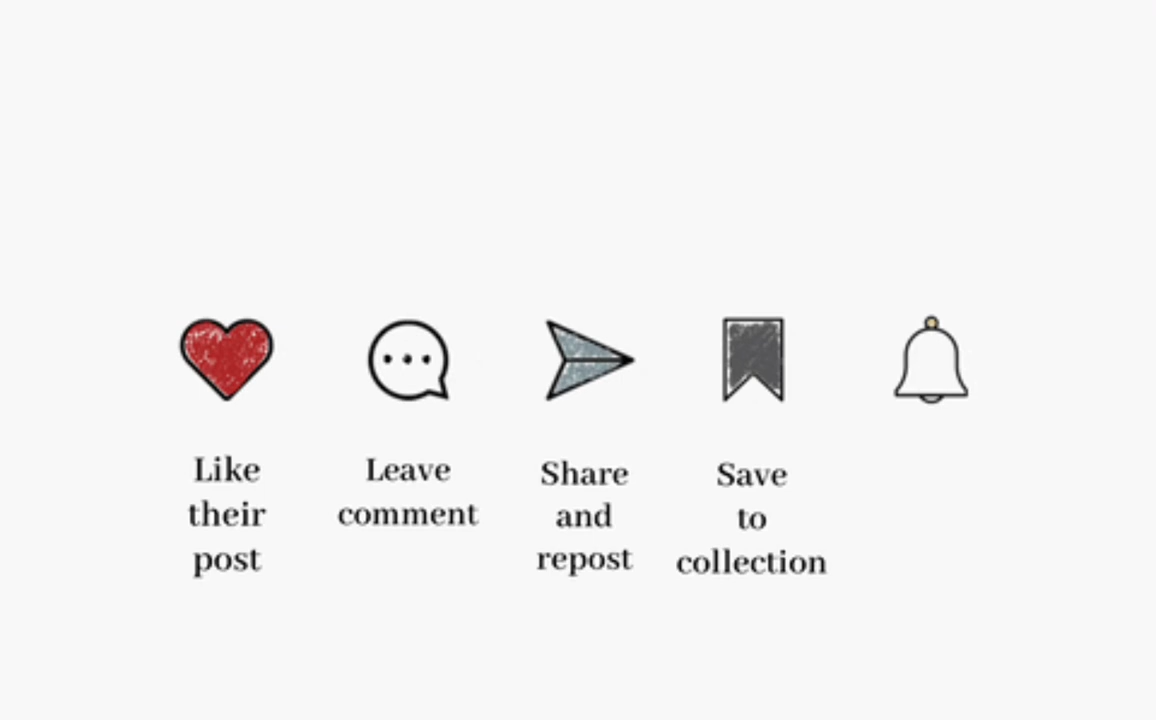 Like
their
post
Leave
comment
Share
and
repost
Save
to
collection